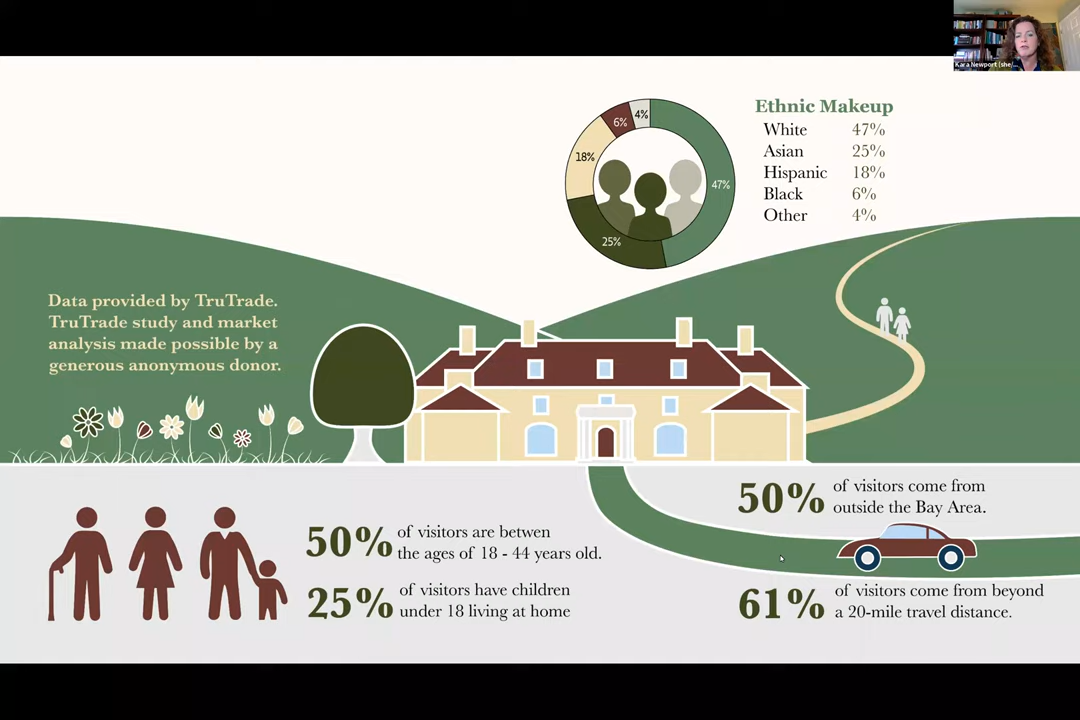 Kara Newport (she/...
Ethnic Makeup
White 47%
Asian 25%
Hispanic 18%
Black 6%
Other 4%
4%
6%
18%
47%
25%
Data provided by TruTrade.
TruTrade study and market
analysis made possible by a
generous anonymous donor.
50% of visitors are betwen
the ages of 18 - 44 years old.
25% of visitors have children
under 18 living at home
50% of visitors come from
outside the Bay Area.
61% of visitors come from beyond
a 20-mile travel distance.